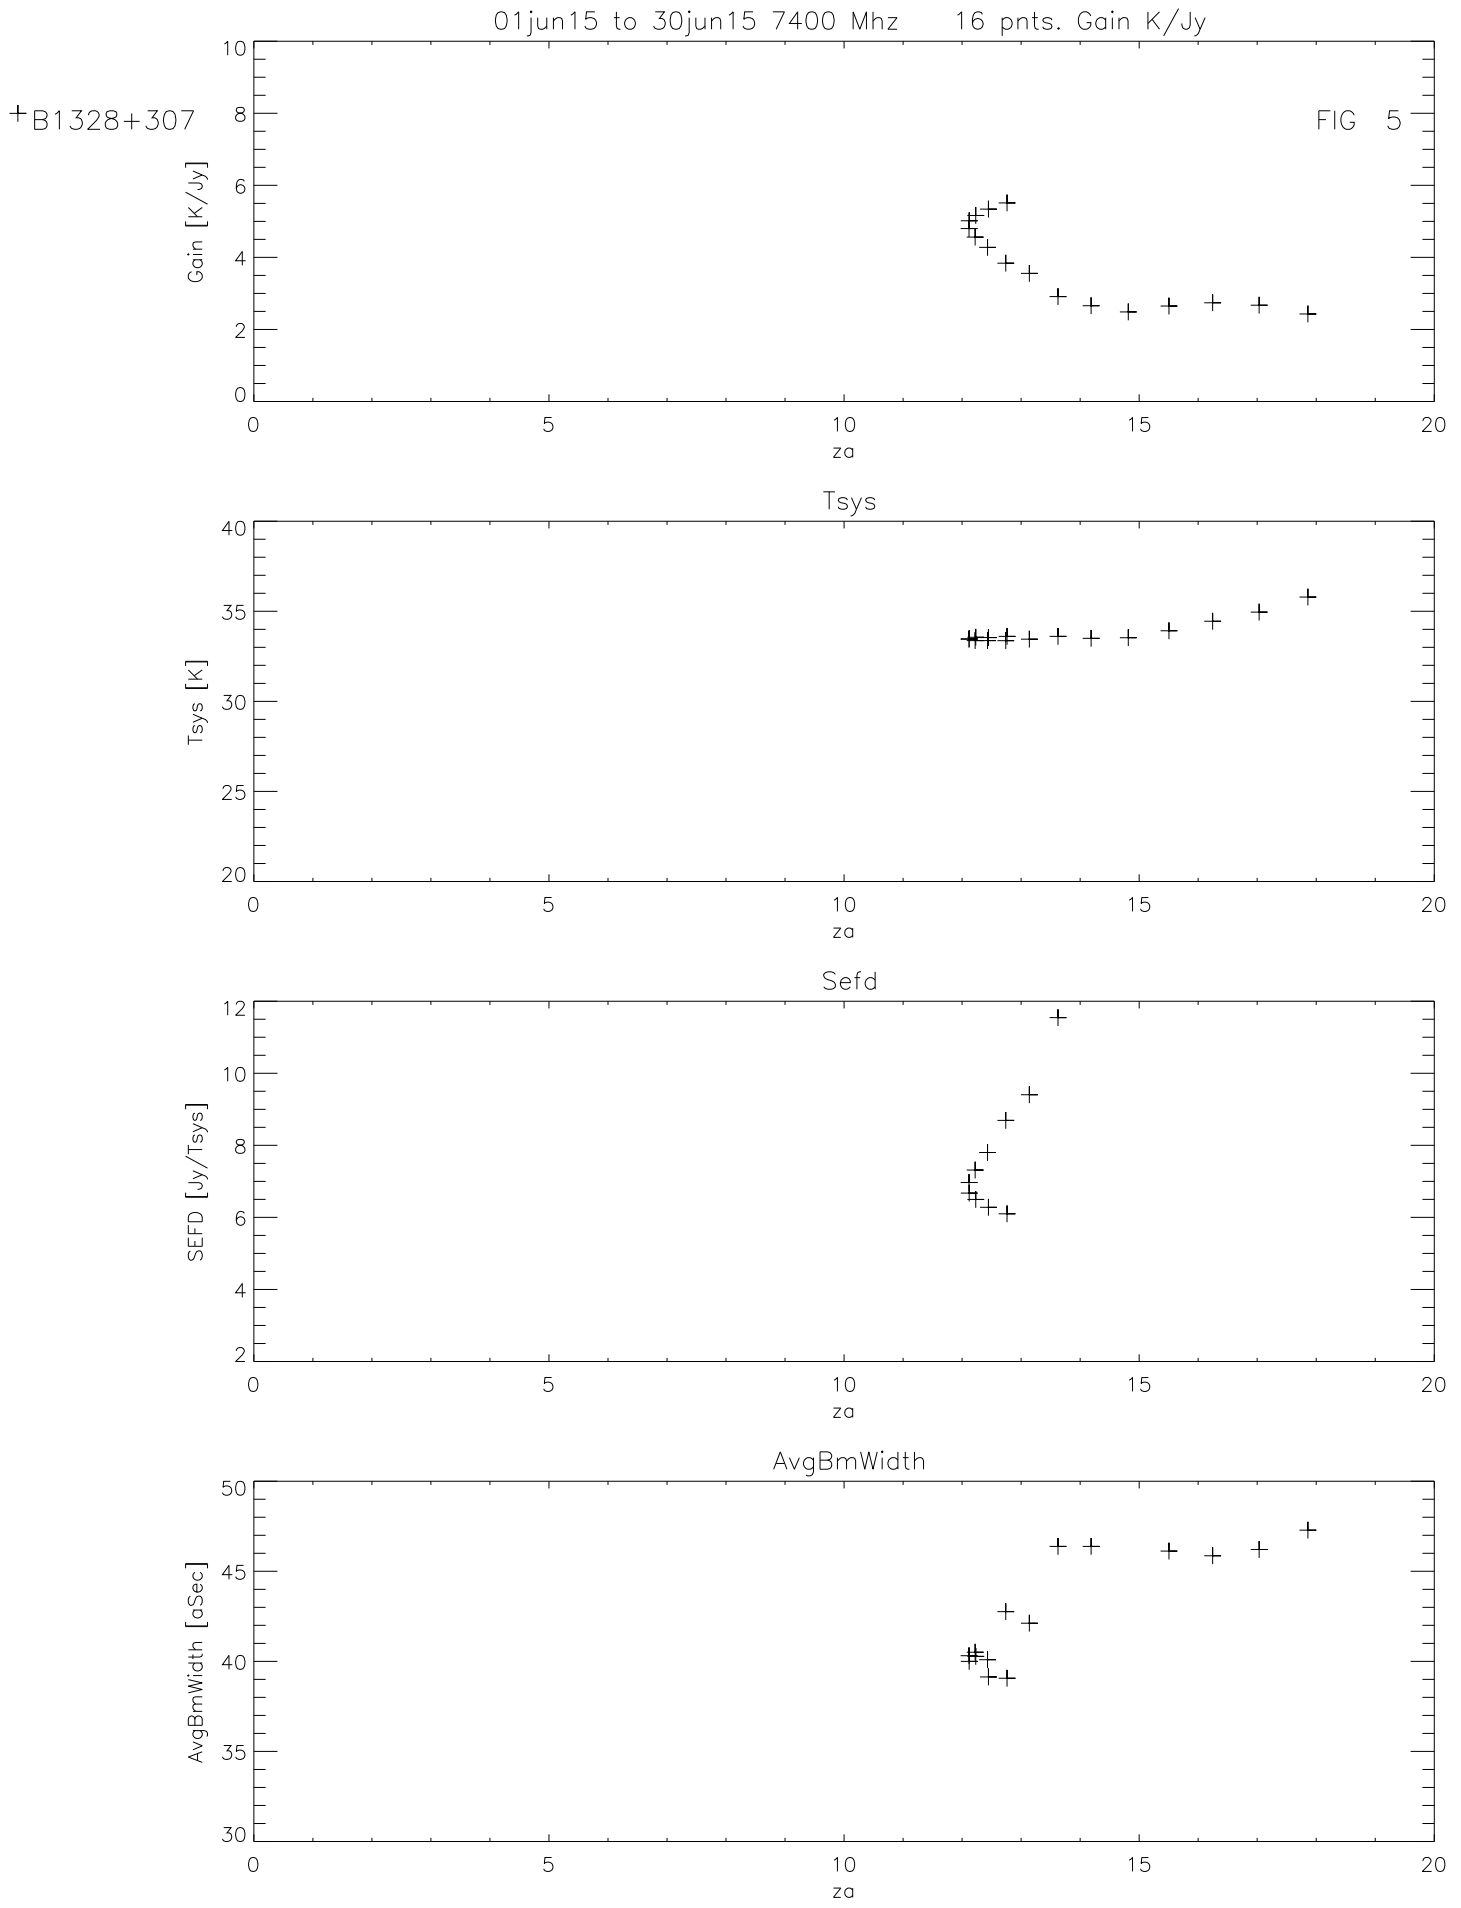 01jun15 to 30jun15 7400 Mhz 16 pnts. Gain K/Jy
+B1328+307
FIG 5
Gain [K/Jy]
10
8
6
4
2
0
0 5 10 15 20
za
Tsys
Tsys [K]
40
35
30
25
20
0 5 10 15 20
za
Sefd
SEFD [Jy/Tsys]
12
10
8
6
4
2
0 5 10 15 20
za
AvgBmWidth
AvgBmWidth [aSec]
50
45
40
35
30
0 5 10 15 20
za